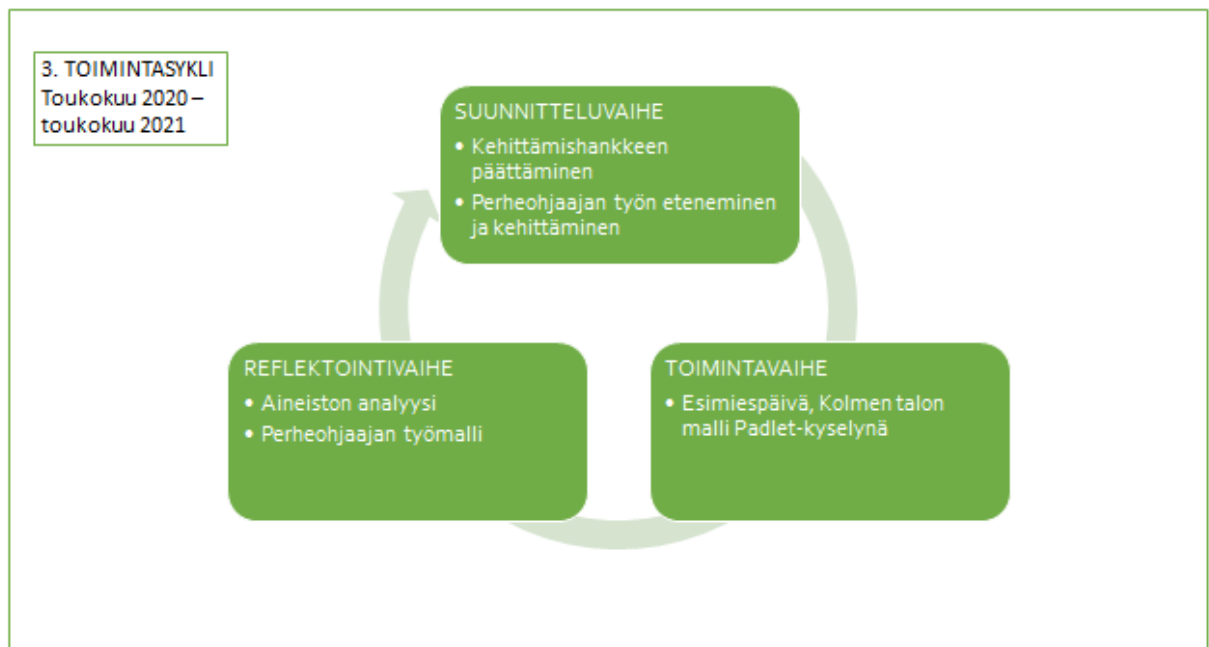 3. TOIMINTASYKLI
Toukokuu 2020 –
toukokuu 2021
SUUNNITTELUVAIHE
• Kehittämishankkeen
päättäminen
• Perheohjaajan työn eteneminen
ja kehittäminen
REFLEKTOINTIVAIHE
• Aineiston analyysi
• Perheohjaajan työmalli
TOIMINTAVAIHE
• Esimiespäivä, Kolmen talon
malli Padlet-kyselynä